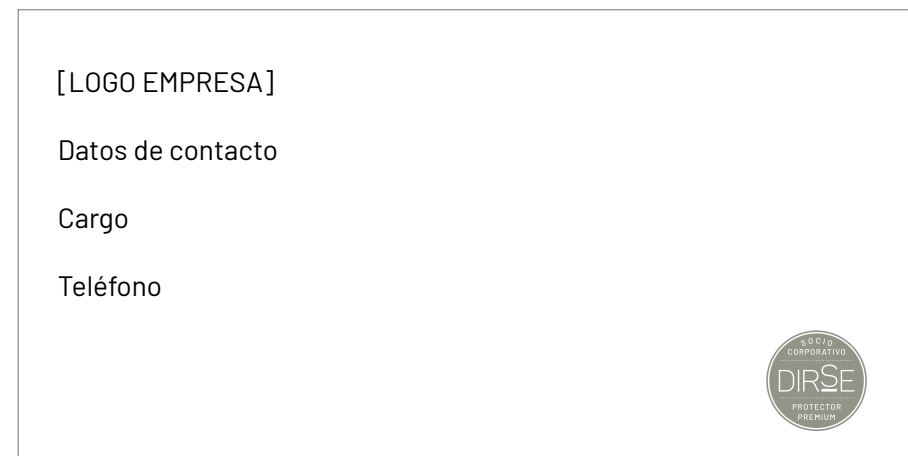 [LOGO EMPRESA]
Datos de contacto
Cargo
Teléfono
SOCIO
CORPORATIVO
DIRSE
PROTECTOR
PREMIUM